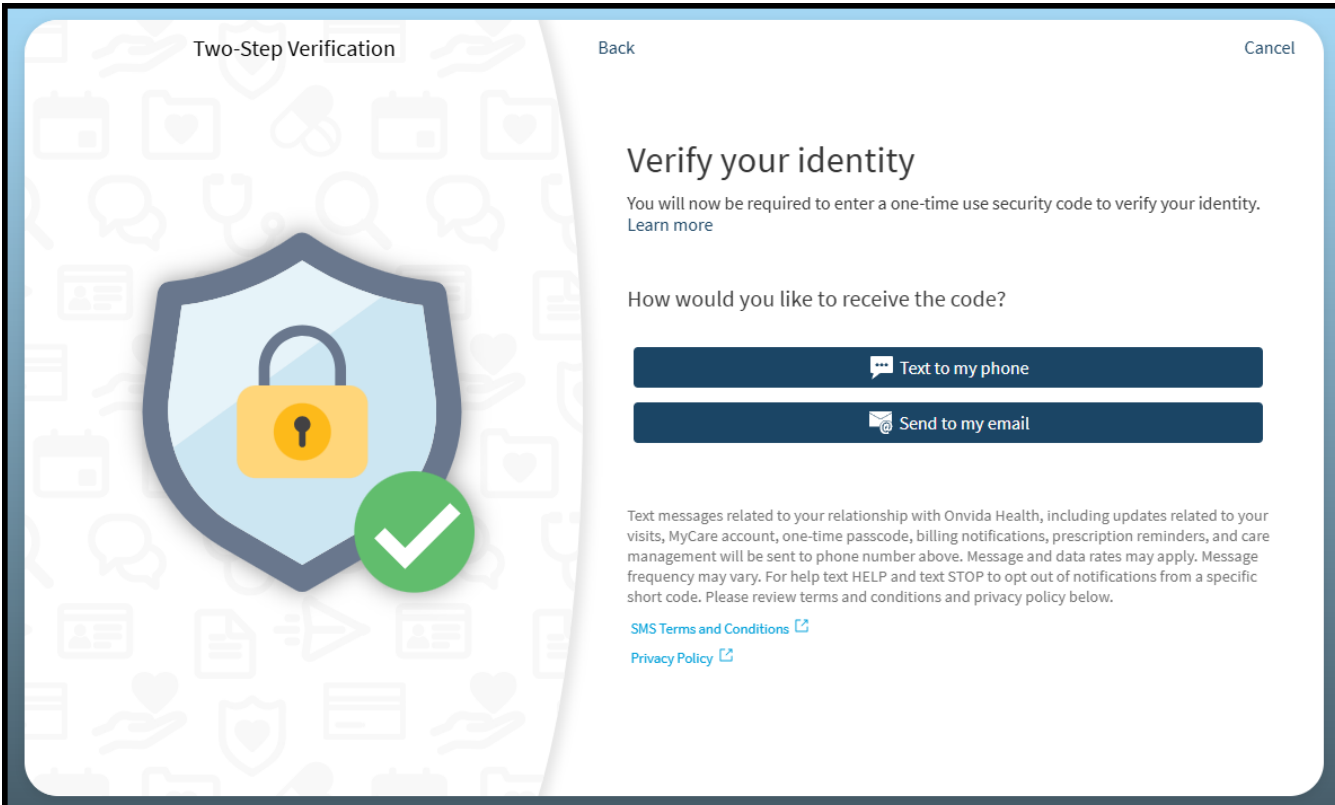 Two-Step Verification
Back
Cancel
Verify your identity
You will now be required to enter a one-time use security code to verify your identity.
Learn more
How would you like to receive the code?
Text to my phone
Send to my email
Text messages related to your relationship with Onvida Health, including updates related to your
visits, MyCare account, one-time passcode, billing notifications, prescription reminders, and care
management will be sent to phone number above. Message and data rates may apply. Message
frequency may vary. For help text HELP and text STOP to opt out of notifications from a specific
short code. Please review terms and conditions and privacy policy below.
SMS Terms and Conditions
Privacy Policy